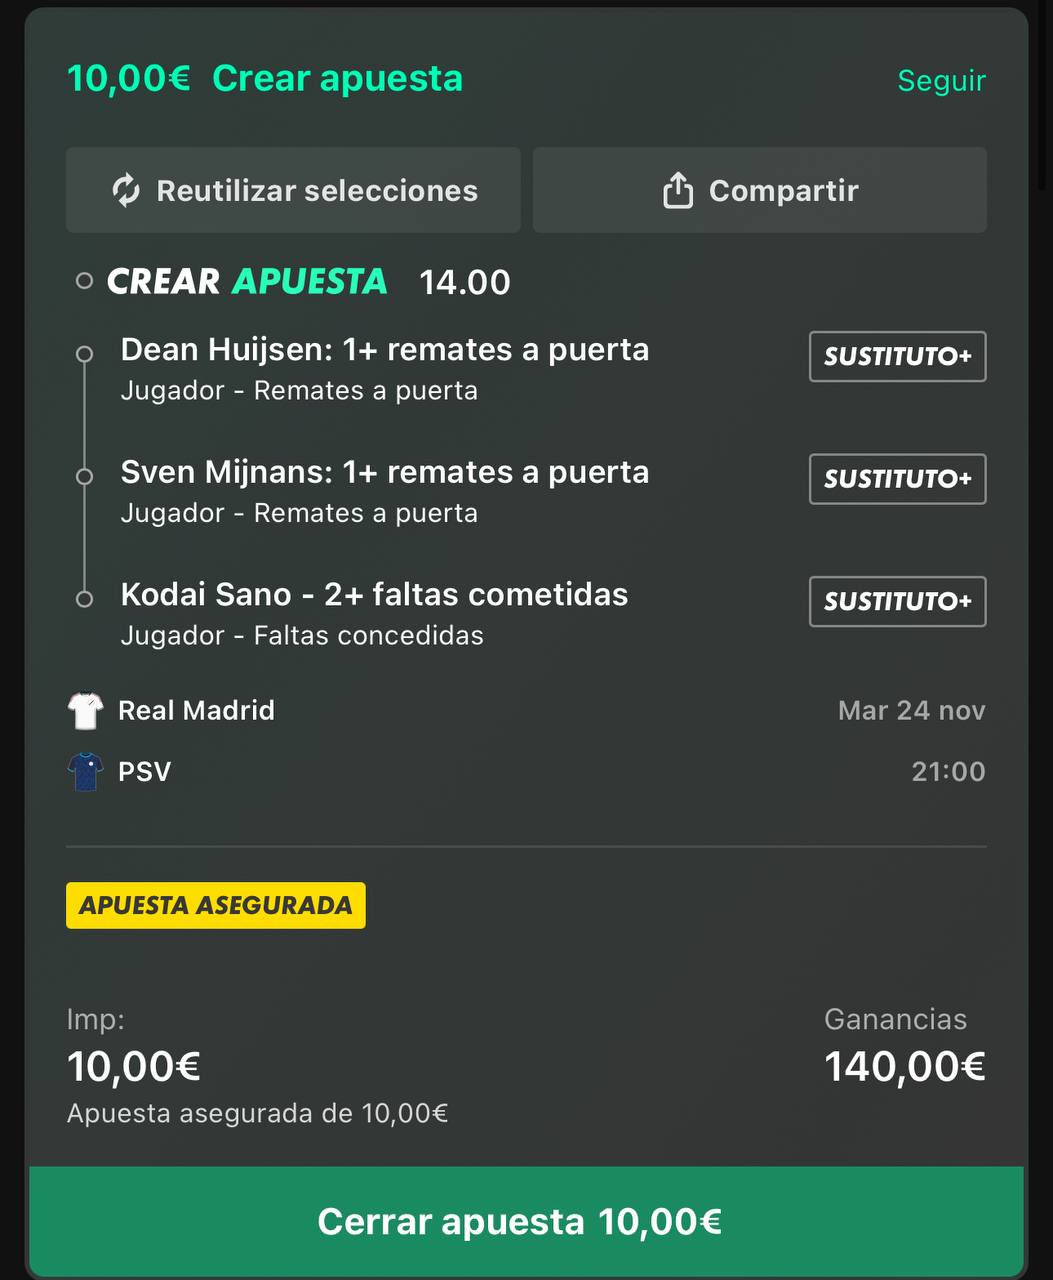 10,00€ Crear apuesta
Seguir
Reutilizar selecciones
Compartir
CREAR APUESTA 14.00
Dean Huijsen: 1+ remates a puerta
SUSTITUTO+
Jugador - Remates a puerta
Sven Mijnans: 1+ remates a puerta
SUSTITUTO+
Jugador - Remates a puerta
Kodai Sano - 2+ faltas cometidas
SUSTITUTO+
Jugador - Faltas concedidas
Real Madrid
Mar 24 nov
PSV
21:00
APUESTA ASEGURADA
Imp:
Ganancias
10,00€
140,00€
Apuesta asegurada de 10,00€
Cerrar apuesta 10,00€